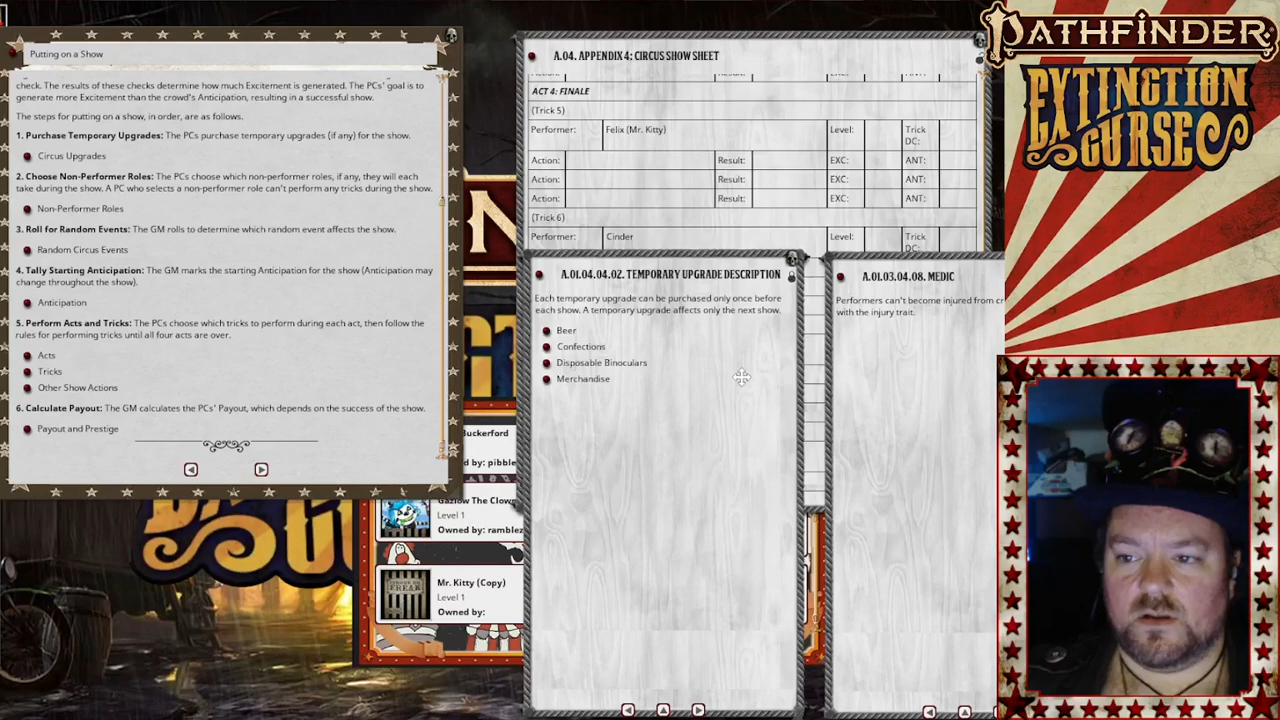 Putting on a Show
check. The results of these checks determine how much Excitement is generated. The PCs' goal is to
generate more Excitement than the crowd's Anticipation, resulting in a successful show.
The steps for putting on a show, in order, are as follows.
1. Purchase Temporary Upgrades: The PCs purchase temporary upgrades (if any) for the show.
Circus Upgrades
2. Choose Non-Performer Roles: The PCs choose which non-performer roles, if any, they will each
take during the show. A PC who selects a non-performer role can't perform any tricks during the show.
Non-Performer Roles
3. Roll for Random Events: The GM rolls to determine which random event affects the show.
Random Circus Events
4. Tally Starting Anticipation: The GM marks the starting Anticipation for the show (Anticipation may
change throughout the show).
Anticipation
5. Perform Acts and Tricks: The PCs choose which tricks to perform during each act, then follow the
rules for performing tricks until all four acts are over.
Acts
Tricks
Other Show Actions
6. Calculate Payout: The GM calculates the PCs' Payout, which depends on the success of the show.
Payout and Prestige
A.04. APPENDIX 4: CIRCUS SHOW SHEET
ACT 4: FINALE
(Trick 5)
Performer: Felix (Mr. Kitty) Level: Trick
DC:
Action: Result: EXC: ANT:
Action: Result: EXC: ANT:
Action: Result: EXC: ANT:
(Trick 6)
Performer: Cinder Level: Trick
DC:
A.01.04.04.02. TEMPORARY UPGRADE DESCRIPTION
Each temporary upgrade can be purchased only once before
each show. A temporary upgrade affects only the next show.
Beer
Confections
Disposable Binoculars
Merchandise
A.01.03.04.08. MEDIC
Performers can't become injured from cr
with the injury trait.
Buckerford
ed by: pibble
Gazlow The Clown
Level 1
Owned by: ramblez
Mr. Kitty (Copy)
Level 1
Owned by:
PATHFINDER
EXTINCTION
CURSE